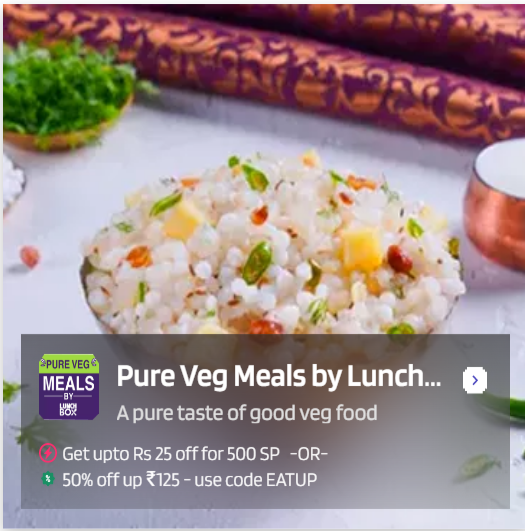 PURE VEG
MEALS
BY
LUNCH
BOX
Pure Veg Meals by Lunch...
A pure taste of good veg food
Get upto Rs 25 off for 500 SP -OR-
50% off up ₹125 - use code EATUP